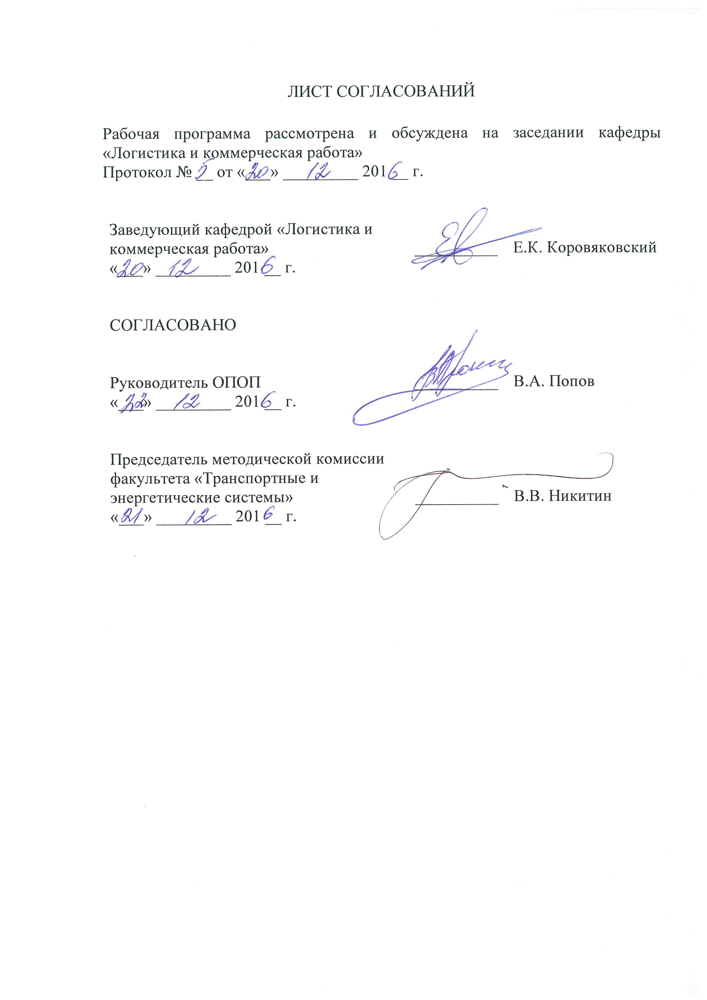 ЛИСТ СОГЛАСОВАНИЙ
Рабочая программа рассмотрена и обсуждена на заседании кафедры
«Логистика и коммерческая работа»
Протокол № 5 от «20» 12 2016 г.
Заведующий кафедрой «Логистика и
коммерческая работа» Е.К. Коровяковский
«20» 12 2016 г.
СОГЛАСОВАНО
Руководитель ОПОП В.А. Попов
«22» 12 2016 г.
Председатель методической комиссии
факультета «Транспортные и
энергетические системы» В.В. Никитин
«21» 12 2016 г.